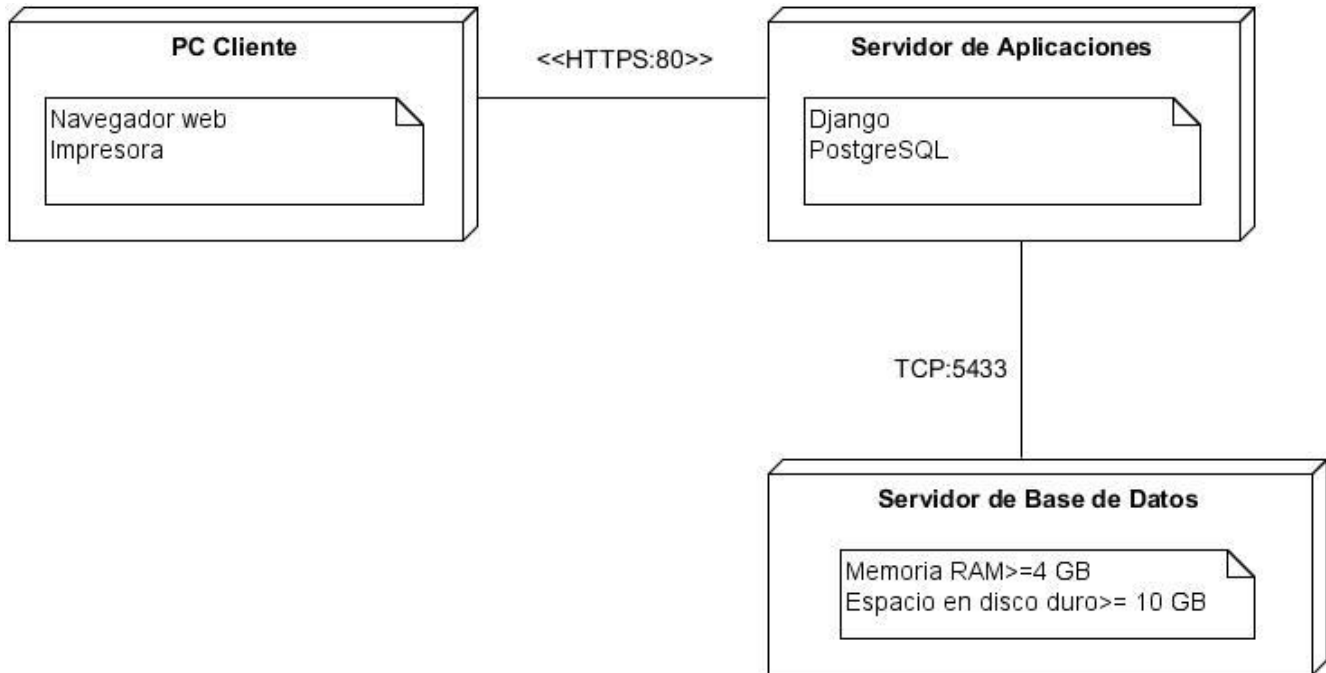 PC Cliente
Navegador web
Impresora
<<HTTPS:80>>
Servidor de Aplicaciones
Django
PostgreSQL
TCP:5433
Servidor de Base de Datos
Memoria RAM>=4 GB
Espacio en disco duro>= 10 GB